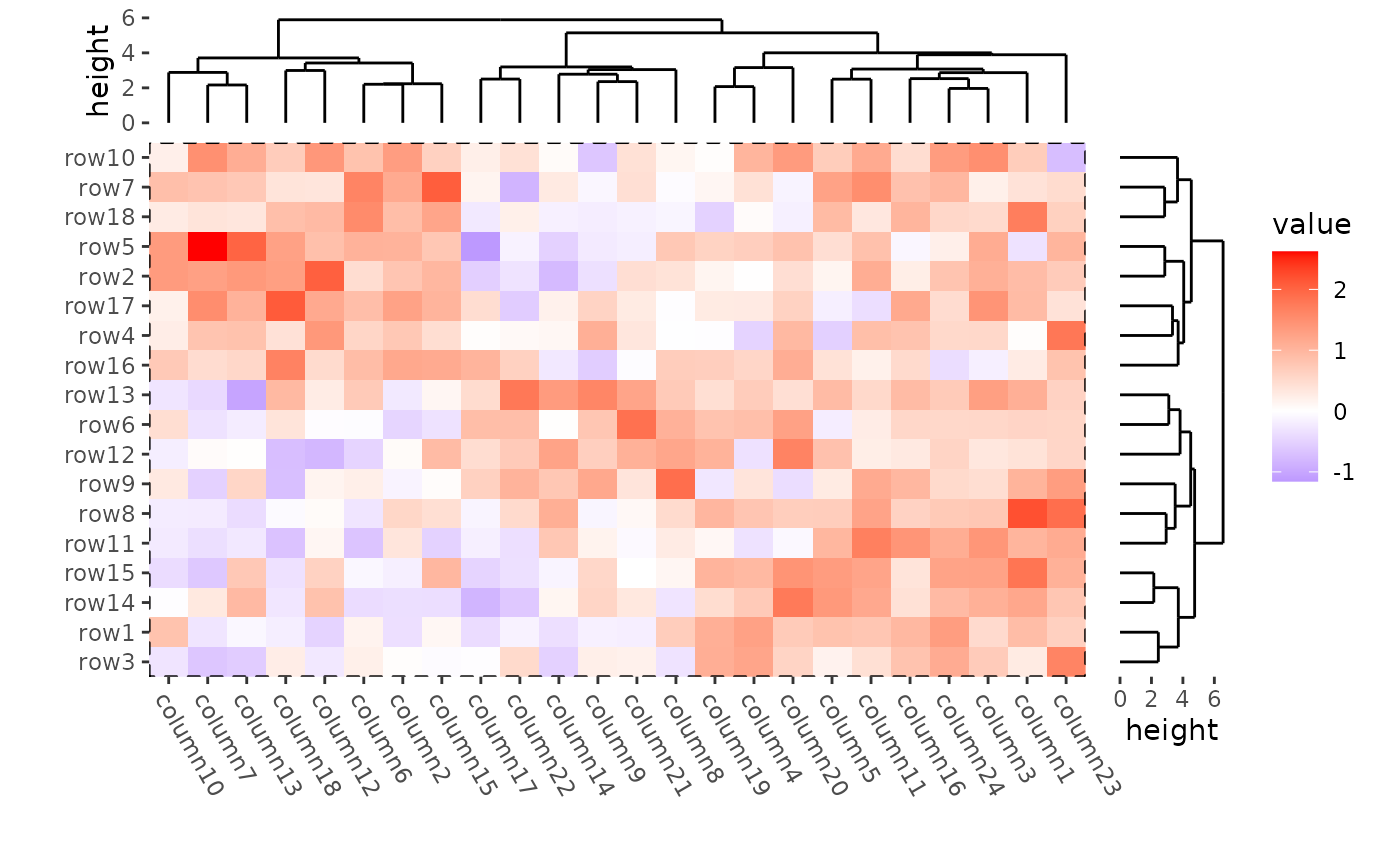 height
6
4
2
0
row10
row7
row18
row5
row2
row17
row4
row16
row13
row6
row12
row9
row8
row11
row15
row14
row1
row3
column10
column7
column13
column18
column12
column6
column2
column15
column17
column22
column14
column9
column21
column8
column19
column4
column20
column5
column11
column16
column24
column3
column1
column23
0 2 4 6
height
value
2
1
0
-1